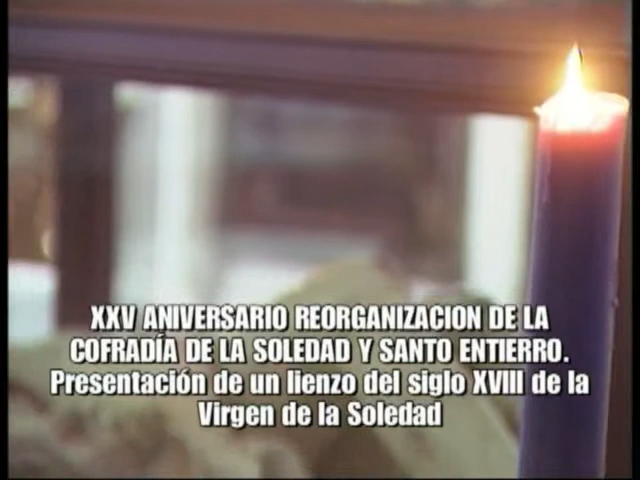 XXV ANIVERSARIO REORGANIZACION DE LA
COFRADÍA DE LA SOLEDAD Y SANTO ENTIERRO.
Presentación de un lienzo del siglo XVIII de la
Virgen de la Soledad